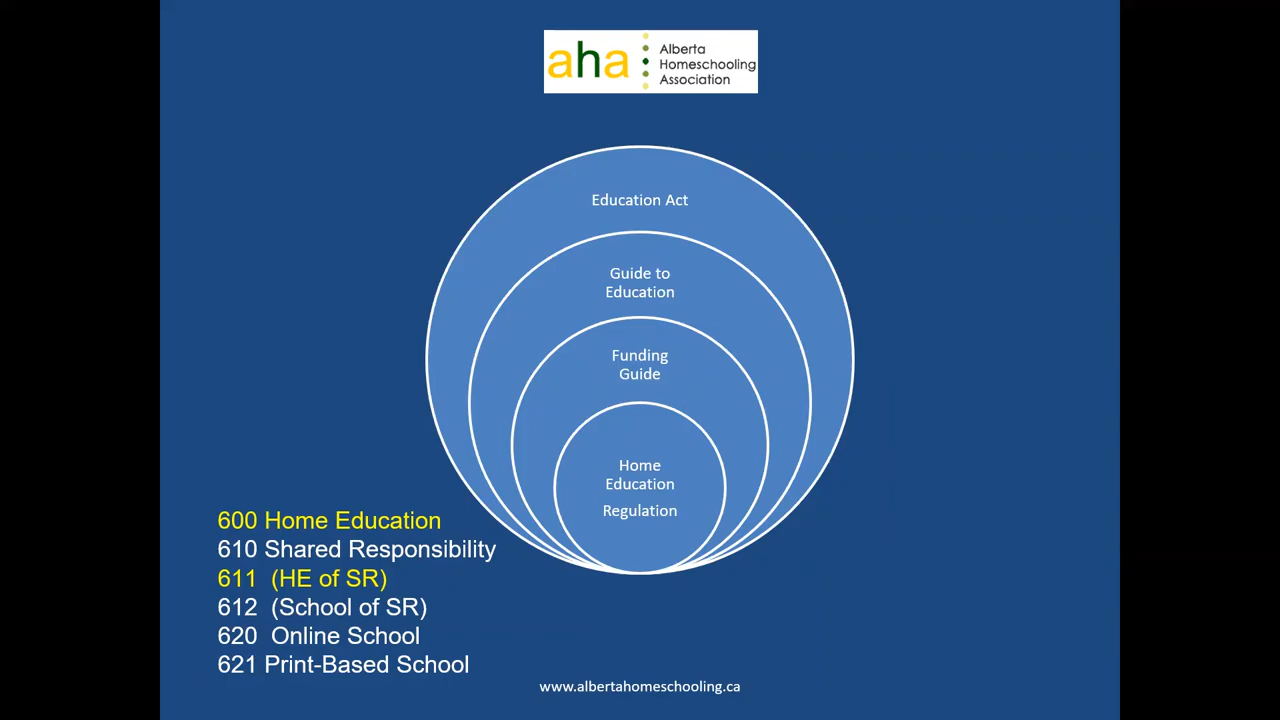 aha
Alberta
Homeschooling
Association
Education Act
Guide to
Education
Funding
Guide
Home
Education
Regulation
600 Home Education
610 Shared Responsibility
611 (HE of SR)
612 (School of SR)
620 Online School
621 Print-Based School
www.albertahomeschooling.ca